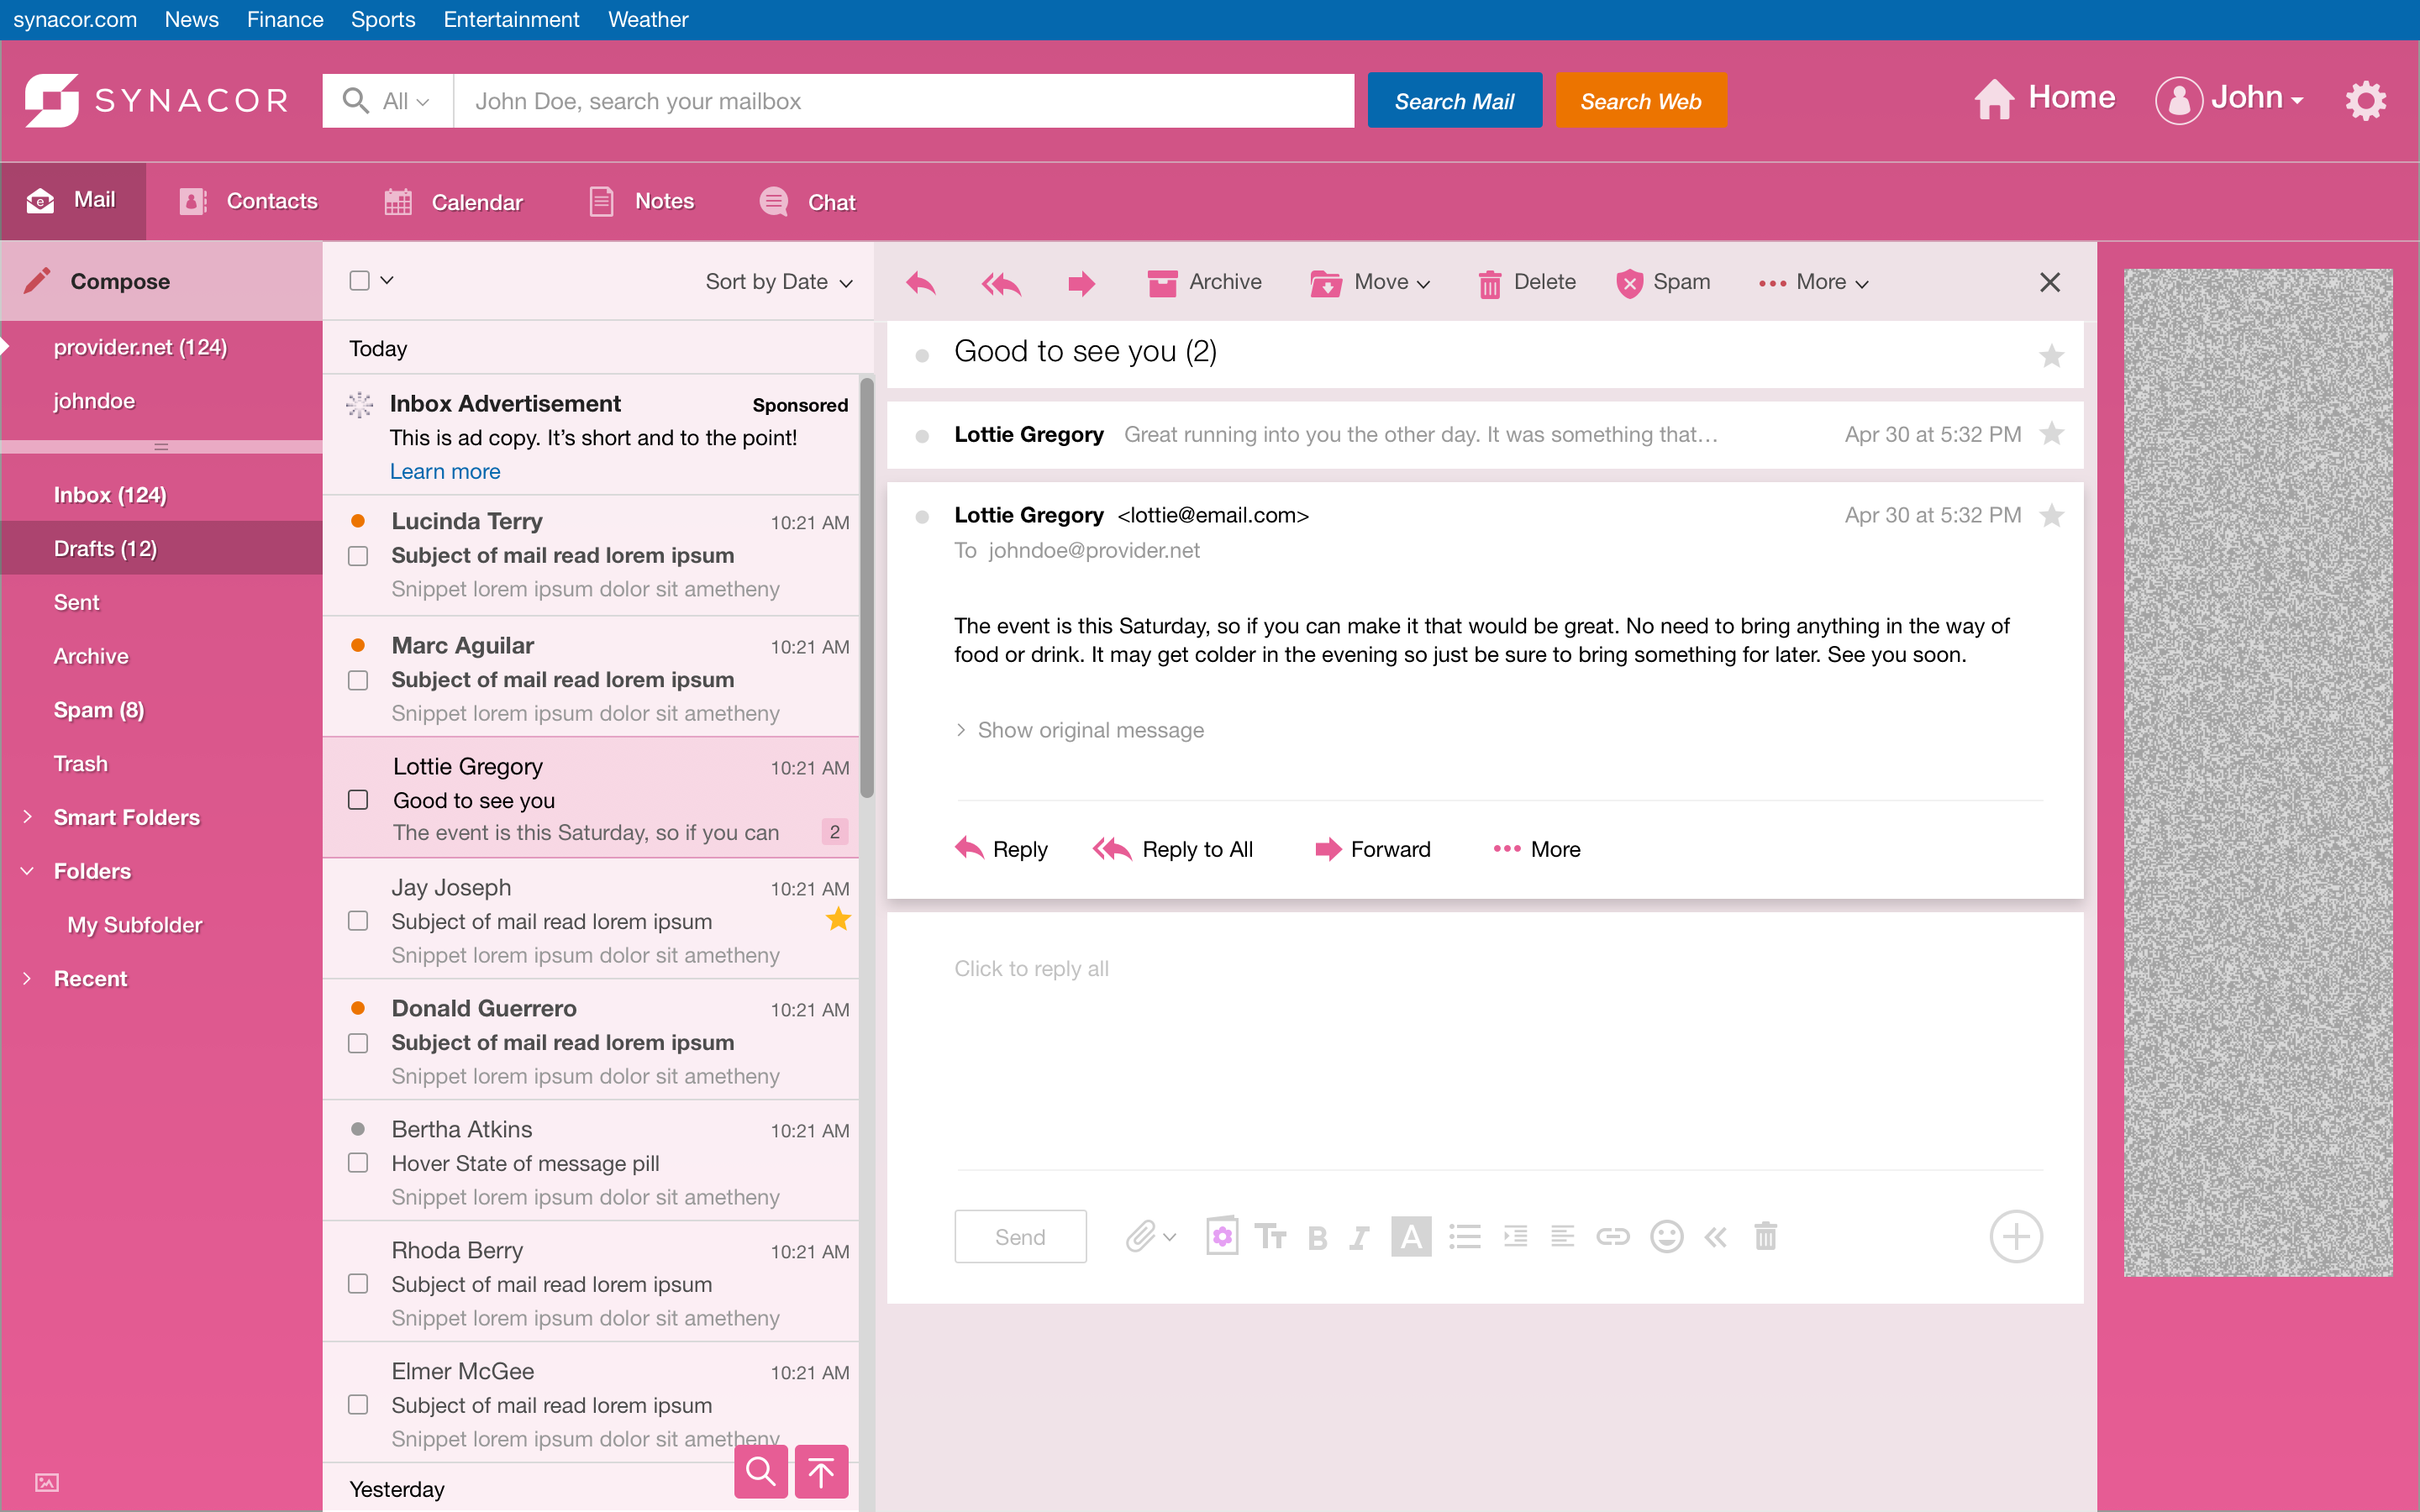 synacor.com News Finance Sports Entertainment Weather
SYNACOR All John Doe, search your mailbox Search Mail Search Web Home John
Mail Contacts Calendar Notes Chat
Compose
provider.net (124)
johndoe
Inbox (124)
Drafts (12)
Sent
Archive
Spam (8)
Trash
Smart Folders
Folders
My Subfolder
Recent
Sort by Date
Today
Inbox Advertisement Sponsored
This is ad copy. It’s short and to the point!
Learn more
Lucinda Terry 10:21 AM
Subject of mail read lorem ipsum
Snippet lorem ipsum dolor sit ametheny
Marc Aguilar 10:21 AM
Subject of mail read lorem ipsum
Snippet lorem ipsum dolor sit ametheny
Lottie Gregory 10:21 AM
Good to see you
The event is this Saturday, so if you can 2
Jay Joseph 10:21 AM
Subject of mail read lorem ipsum
Snippet lorem ipsum dolor sit ametheny
Donald Guerrero 10:21 AM
Subject of mail read lorem ipsum
Snippet lorem ipsum dolor sit ametheny
Bertha Atkins 10:21 AM
Hover State of message pill
Snippet lorem ipsum dolor sit ametheny
Rhoda Berry 10:21 AM
Subject of mail read lorem ipsum
Snippet lorem ipsum dolor sit ametheny
Elmer McGee 10:21 AM
Subject of mail read lorem ipsum
Snippet lorem ipsum dolor sit ametheny
Yesterday
Archive Move Delete Spam More
Good to see you (2)
Lottie Gregory Great running into you the other day. It was something that… Apr 30 at 5:32 PM
Lottie Gregory <lottie@email.com> Apr 30 at 5:32 PM
To johndoe@provider.net
The event is this Saturday, so if you can make it that would be great. No need to bring anything in the way of
food or drink. It may get colder in the evening so just be sure to bring something for later. See you soon.
Show original message
Reply Reply to All Forward More
Click to reply all
Send TT B I A